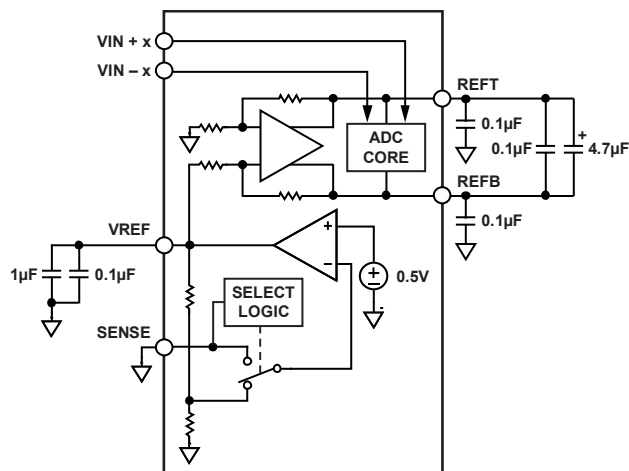 VIN + x
VIN – x
REFT
ADC
CORE
0.1µF
0.1µF
+
4.7µF
REFB
0.1µF
VREF
+
–
+
–
0.5V
1µF
0.1µF
SELECT
LOGIC
SENSE